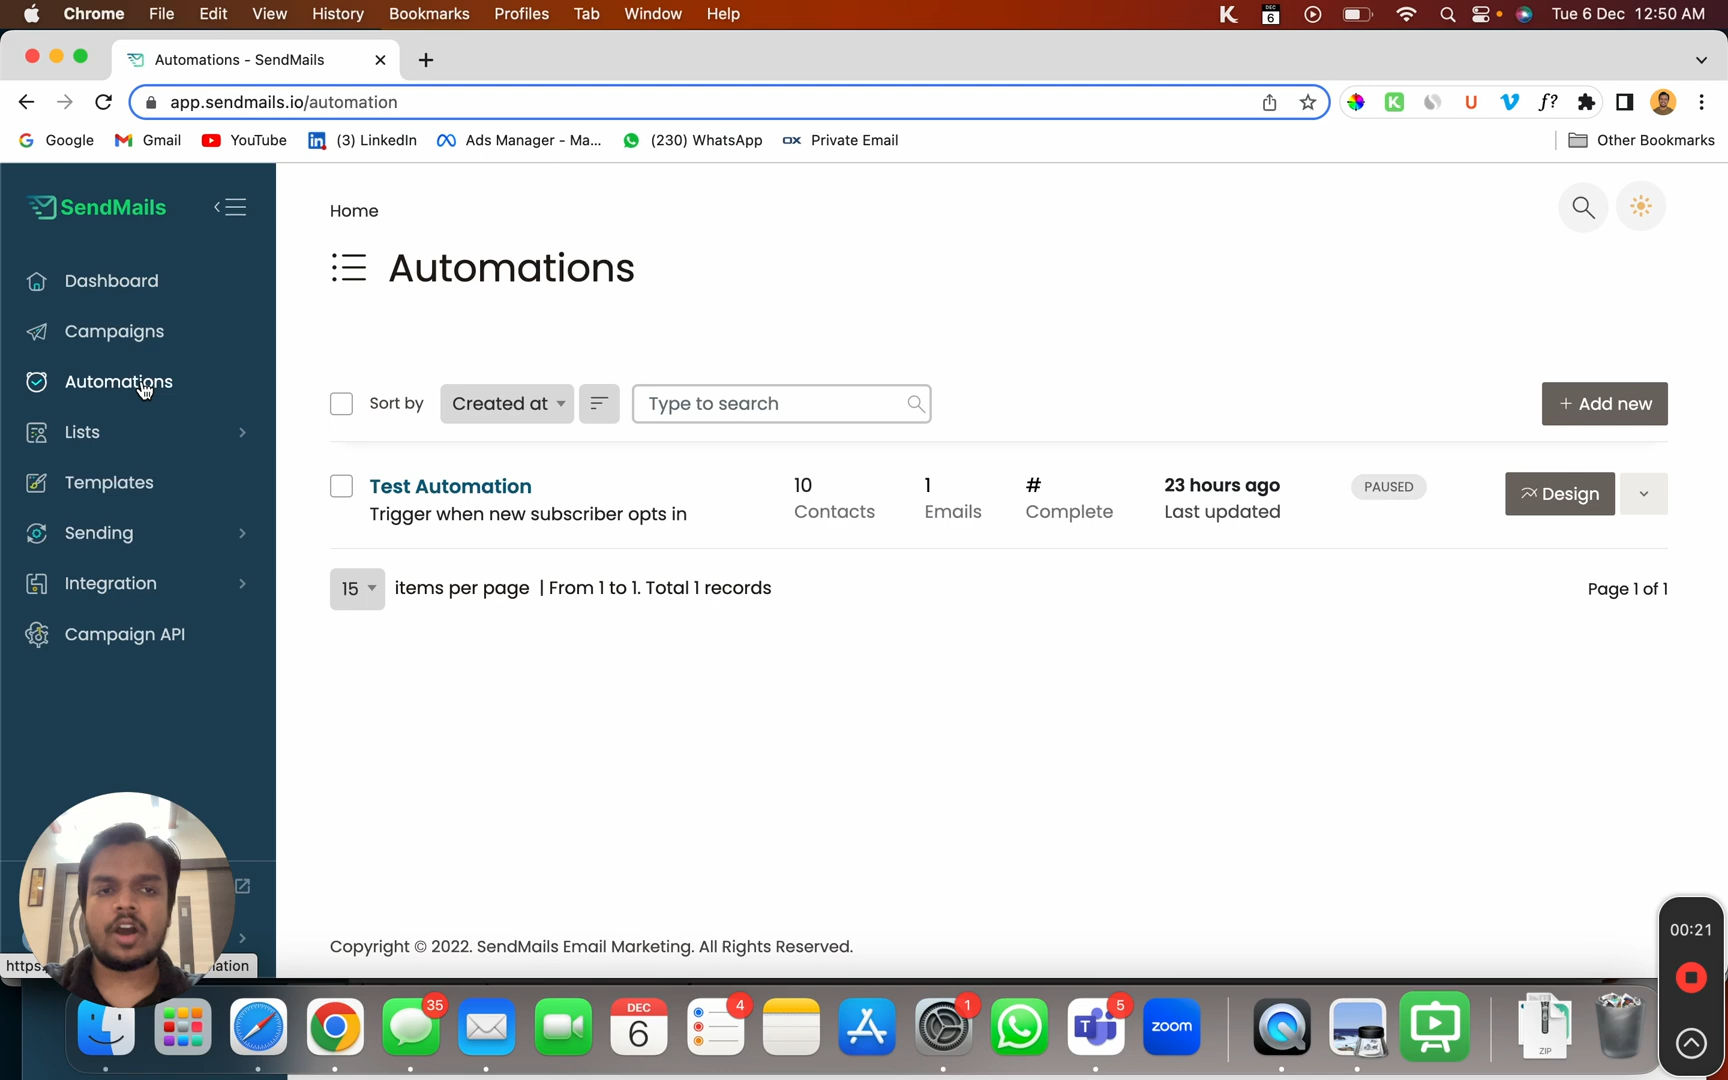 Chrome File Edit View History Bookmarks Profiles Tab Window Help
DEC 6
Tue 6 Dec 12:50 AM
Automations - SendMails
app.sendmails.io/automation
K
U
f?
Google
Gmail
YouTube
(3) LinkedIn
Ads Manager - Ma...
(230) WhatsApp
OX Private Email
Other Bookmarks
SendMails
Dashboard
Campaigns
Automations
Lists
Templates
Sending
Integration
Campaign API
Home
Automations
Sort by
Created at
Type to search
+ Add new
Test Automation
Trigger when new subscriber opts in
10
Contacts
1
Emails
#
Complete
23 hours ago
Last updated
PAUSED
Design
15
items per page | From 1 to 1. Total 1 records
Page 1 of 1
Copyright © 2022. SendMails Email Marketing. All Rights Reserved.
00:21
35
DEC
6
4
1
5
zoom
ZIP